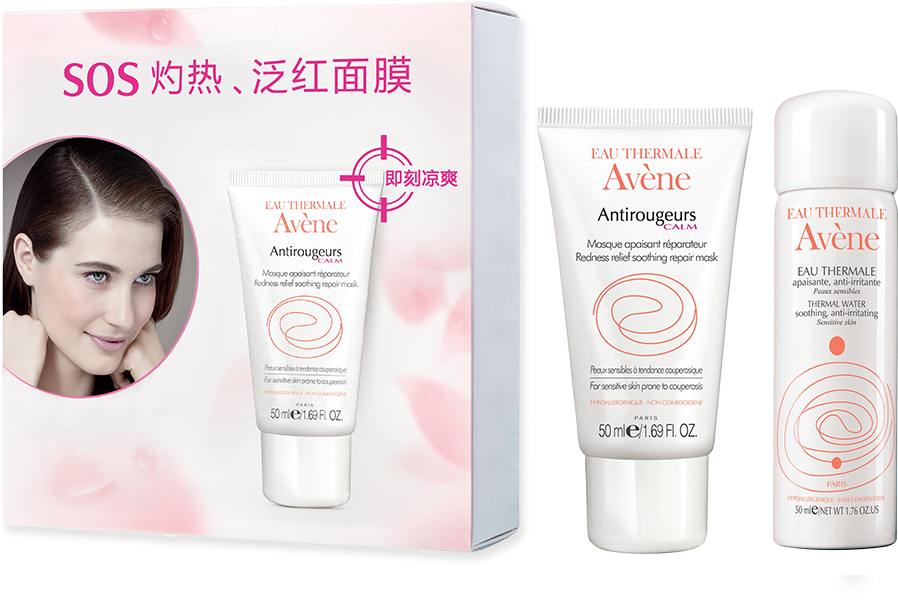 SOS 灼热、泛红面膜
即刻凉爽
EAU THERMALE
Avène
Antirougeurs
CALM
Masque apaisant réparateur
Redness relief soothing repair mask
Peaux sensibles à tendance couperosique
For sensitive skin prone to couperosis
HYPOALLERGENIQUE - NON COMEDOGENE
PARIS
50 ml e/1.69 FL. OZ.
EAU THERMALE
Avène
Antirougeurs
CALM
Masque apaisant réparateur
Redness relief soothing repair mask
Peaux sensibles à tendance couperosique
For sensitive skin prone to couperosis
HYPOALLERGENIQUE - NON COMEDOGENE
PARIS
50 ml e/1.69 FL. OZ.
EAU THERMALE
Avène
EAU THERMALE
apaisante, anti-irritante
Peaux sensibles
THERMAL WATER
soothing, anti-irritating
Sensitive skin
PARIS
HYPOALLERGENIQUE - SANS CONSERVATEUR
50 ml e/NET WT 1.76 OZ.US